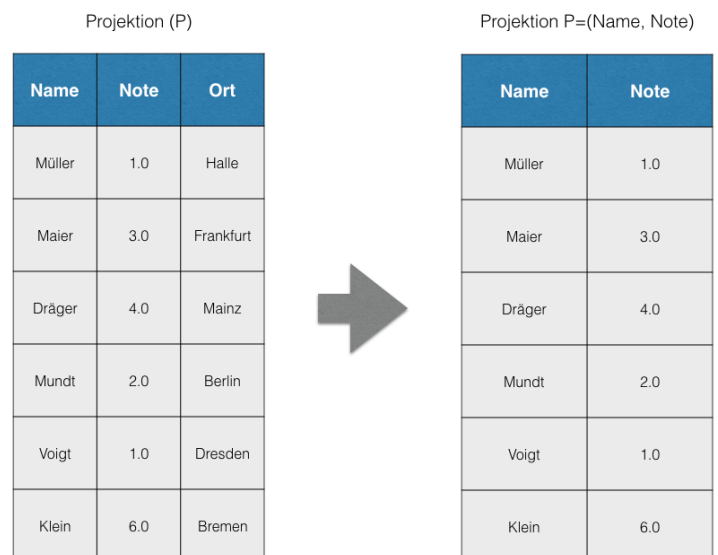 Projektion (P)
Name Note Ort
Müller 1.0 Halle
Maier 3.0 Frankfurt
Dräger 4.0 Mainz
Mundt 2.0 Berlin
Voigt 1.0 Dresden
Klein 6.0 Bremen
Projektion P=(Name, Note)
Name Note
Müller 1.0
Maier 3.0
Dräger 4.0
Mundt 2.0
Voigt 1.0
Klein 6.0